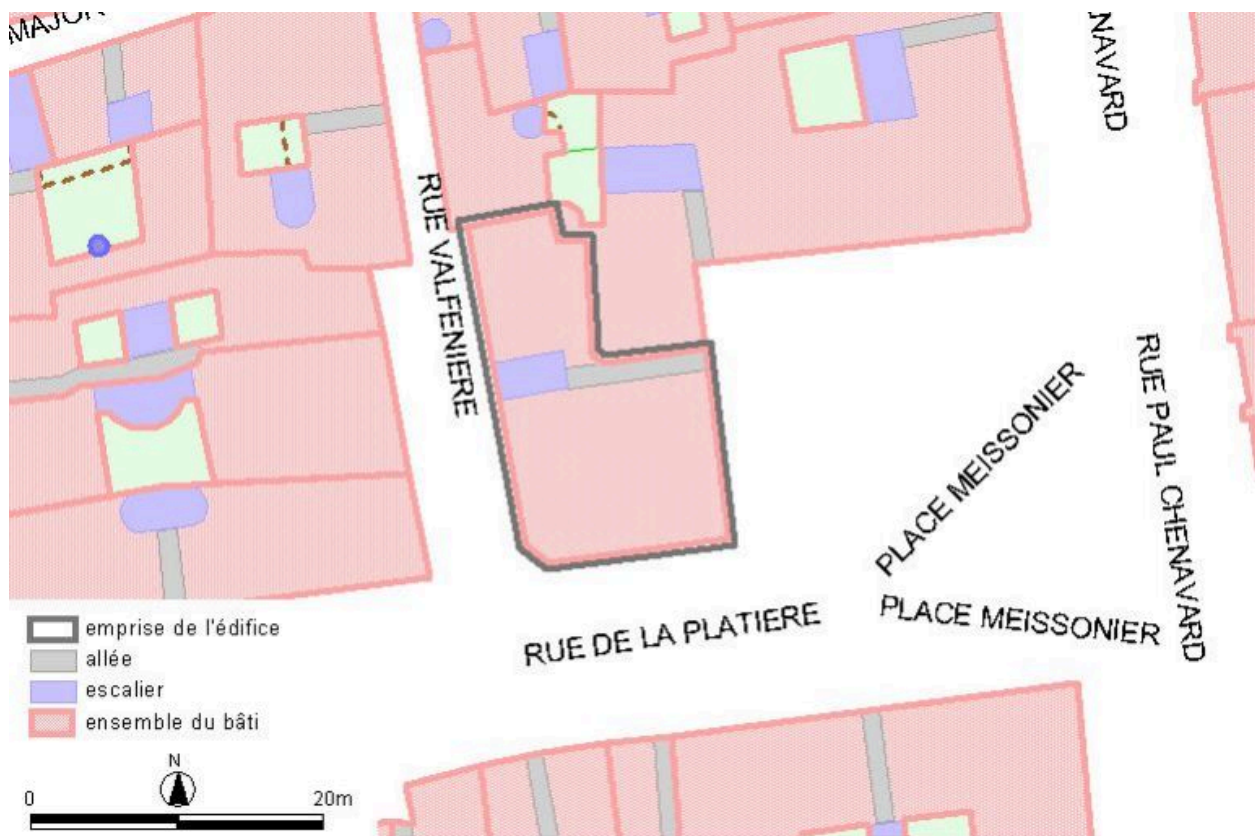 MAJOR
RUE VALFENIERE
RUE PAUL CHENAVARD
PLACE MEISSONIER
PLACE MEISSONIER
RUE DE LA PLATIERE
emprise de l'édifice
allée
escalier
ensemble du bâti
N
0 20m